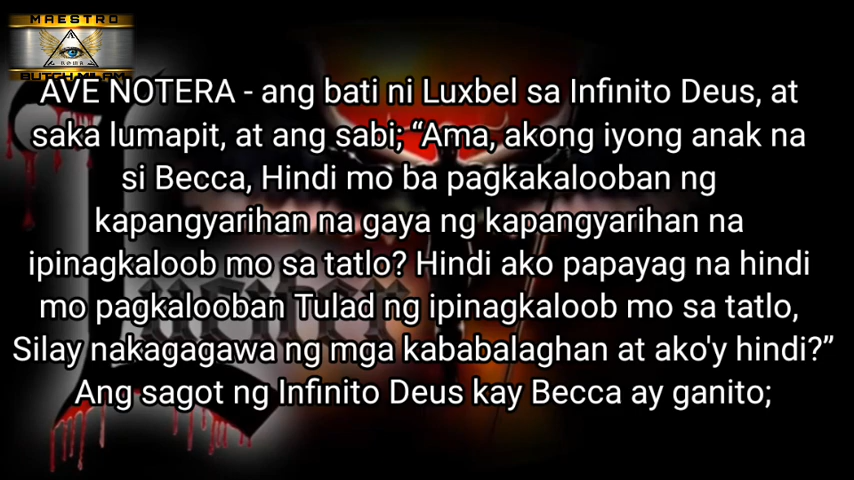 MAESTRO
ROMA
BUTCH MILAM
AVE NOTERA - ang bati ni Luxbel sa Infinito Deus, at
saka lumapit, at ang sabi; “Ama, akong iyong anak na
si Becca, Hindi mo ba pagkakalooban ng
kapangyarihan na gaya ng kapangyarihan na
ipinagkaloob mo sa tatlo? Hindi ako papayag na hindi
mo pagkalooban Tulad ng ipinagkaloob mo sa tatlo,
Silay nakagagawa ng mga kababalaghan at ako'y hindi?”
Ang sagot ng Infinito Deus kay Becca ay ganito;